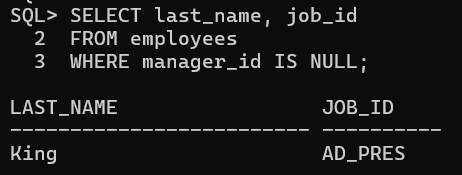 SQL> SELECT last_name, job_id
  2  FROM employees
  3  WHERE manager_id IS NULL;

LAST_NAME                 JOB_ID
------------------------- ----------
King                      AD_PRES